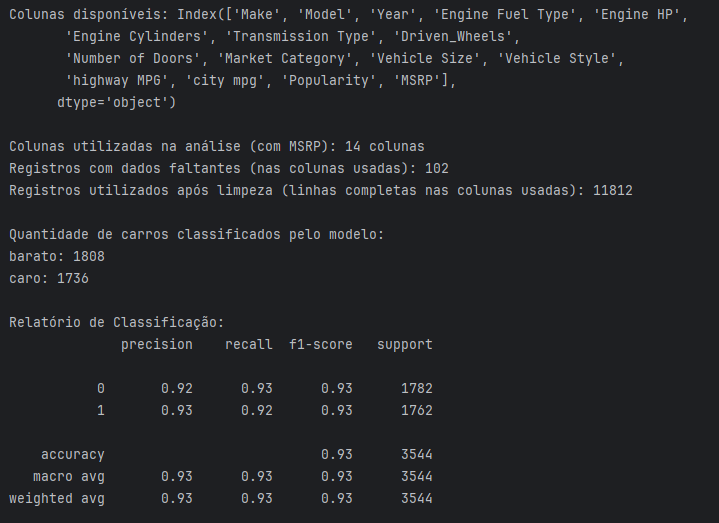 Colunas disponíveis: Index(['Make', 'Model', 'Year', 'Engine Fuel Type', 'Engine HP',
'Engine Cylinders', 'Transmission Type', 'Driven_Wheels',
'Number of Doors', 'Market Category', 'Vehicle Size', 'Vehicle Style',
'highway MPG', 'city mpg', 'Popularity', 'MSRP'],
dtype='object')
Colunas utilizadas na análise (com MSRP): 14 colunas
Registros com dados faltantes (nas colunas usadas): 102
Registros utilizados após limpeza (linhas completas nas colunas usadas): 11812
Quantidade de carros classificados pelo modelo:
barato: 1808
caro: 1736
Relatório de Classificação:
precision recall f1-score support
0 0.92 0.93 0.93 1782
1 0.93 0.92 0.93 1762
accuracy 0.93 3544
macro avg 0.93 0.93 0.93 3544
weighted avg 0.93 0.93 0.93 3544